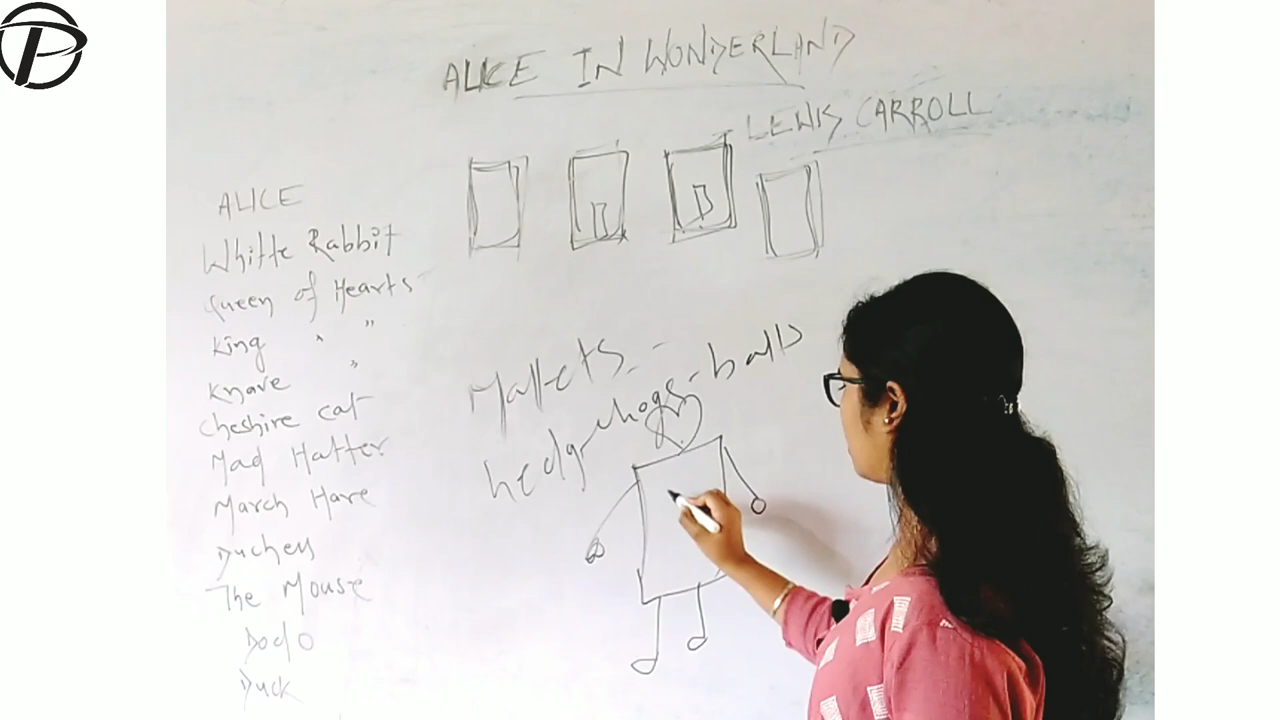 ALICE IN WONDERLAND
- LEWIS CARROLL
ALICE
Whitte Rabbit
Queen of Hearts
King " "
Knave "
Cheshire cat
Mad Hatter
March Hare
Duchess
The Mouse
Dodo
Duck
Mallets -
hedgehogs - balls